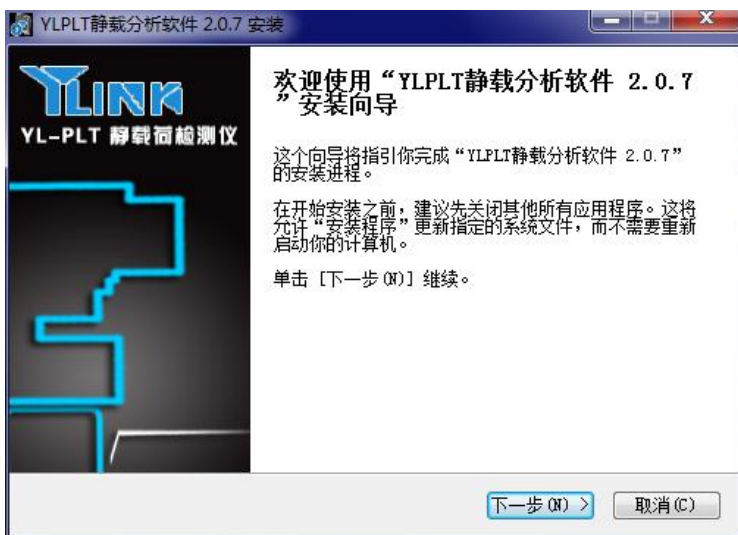 YLPLT静载分析软件 2.0.7 安装
YLINK
YL-PLT 静载荷检测仪
欢迎使用“YLPLT静载分析软件 2.0.7
”安装向导
这个向导将指引你完成“YLPLT静载分析软件 2.0.7”
的安装进程。
在开始安装之前，建议先关闭其他所有应用程序。这将
允许“安装程序”更新指定的系统文件，而不需要重新
启动你的计算机。
单击 [下一步(N)] 继续。
下一步(N) >
取消(C)